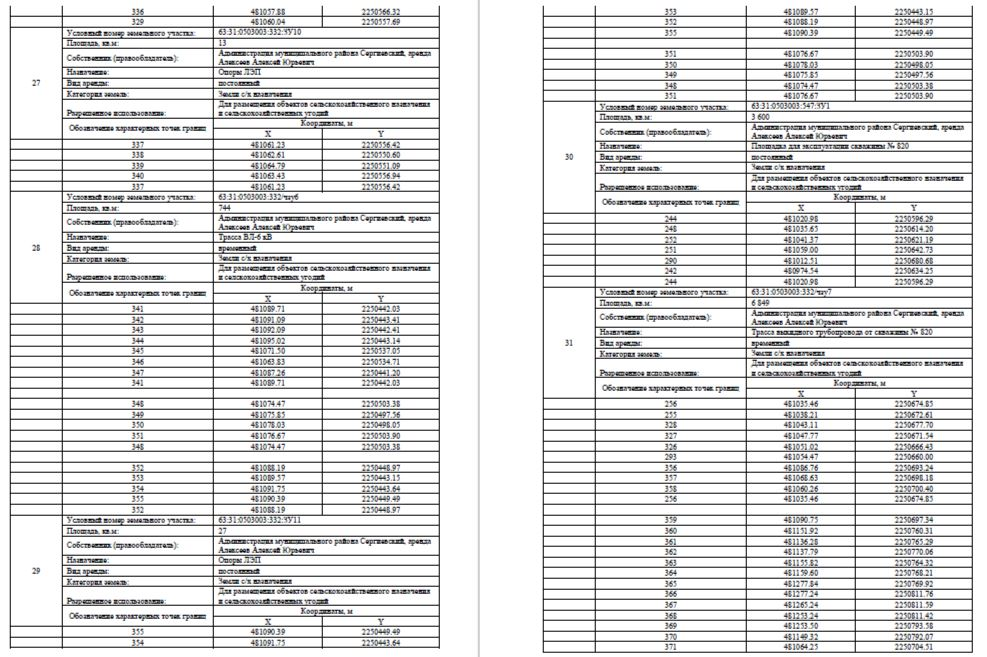 336 481057.88 2250566.32
329 481060.04 2250557.69
27
Условный номер земельного участка: 63:31:0503003:332:ЗУ10
Площадь, кв.м: 13
Собственник (правообладатель): Администрация муниципального района Сергиевский, аренда
Алексеев Алексей Юрьевич
Назначение: Опоры ЛЭП
Вид аренды: постоянный
Категория земель: Земли с/х назначения
Разрешенное использование: Для размещения объектов сельскохозяйственного назначения
и сельскохозяйственных угодий
Обозначение характерных точек границ Координаты, м
X Y
337 481061.23 2250556.42
338 481062.61 2250550.60
339 481064.79 2250551.09
340 481063.43 2250556.94
337 481061.23 2250556.42
28
Условный номер земельного участка: 63:31:0503003:332/чзу6
Площадь, кв.м: 744
Собственник (правообладатель): Администрация муниципального района Сергиевский, аренда
Алексеев Алексей Юрьевич
Назначение: Трасса ВЛ-6 кВ
Вид аренды: временный
Категория земель: Земли с/х назначения
Разрешенное использование: Для размещения объектов сельскохозяйственного назначения
и сельскохозяйственных угодий
Обозначение характерных точек границ Координаты, м
X Y
341 481089.71 2250442.03
342 481091.09 2250443.41
343 481092.09 2250442.41
344 481095.02 2250443.14
345 481071.50 2250537.05
346 481063.83 2250534.71
347 481087.26 2250441.20
341 481089.71 2250442.03
348 481074.47 2250503.38
349 481075.85 2250497.56
350 481078.03 2250498.05
351 481076.67 2250503.90
348 481074.47 2250503.38
352 481088.19 2250448.97
353 481089.57 2250443.15
354 481091.75 2250443.64
355 481090.39 2250449.49
352 481088.19 2250448.97
29
Условный номер земельного участка: 63:31:0503003:332:ЗУ11
Площадь, кв.м: 27
Собственник (правообладатель): Администрация муниципального района Сергиевский, аренда
Алексеев Алексей Юрьевич
Назначение: Опоры ЛЭП
Вид аренды: постоянный
Категория земель: Земли с/х назначения
Разрешенное использование: Для размещения объектов сельскохозяйственного назначения
и сельскохозяйственных угодий
Обозначение характерных точек границ Координаты, м
X Y
355 481090.39 2250449.49
354 481091.75 2250443.64
353 481089.57 2250443.15
352 481088.19 2250448.97
355 481090.39 2250449.49
351 481076.67 2250503.90
350 481078.03 2250498.05
349 481075.85 2250497.56
348 481074.47 2250503.38
351 481076.67 2250503.90
30
Условный номер земельного участка: 63:31:0503003:547:ЗУ1
Площадь, кв.м: 3 600
Собственник (правообладатель): Администрация муниципального района Сергиевский, аренда
Алексеев Алексей Юрьевич
Назначение: Площадка для эксплуатации скважины № 820
Вид аренды: постоянный
Категория земель: Земли с/х назначения
Разрешенное использование: Для размещения объектов сельскохозяйственного назначения
и сельскохозяйственных угодий
Обозначение характерных точек границ Координаты, м
X Y
244 481020.98 2250596.29
248 481035.65 2250614.20
252 481041.37 2250621.19
251 481059.00 2250642.73
290 481012.51 2250680.68
242 480974.54 2250634.25
244 481020.98 2250596.29
31
Условный номер земельного участка: 63:31:0503003:332/чзу7
Площадь, кв.м: 6 849
Собственник (правообладатель): Администрация муниципального района Сергиевский, аренда
Алексеев Алексей Юрьевич
Назначение: Трасса выкидного трубопровода от скважины № 820
Вид аренды: временный
Категория земель: Земли с/х назначения
Разрешенное использование: Для размещения объектов сельскохозяйственного назначения
и сельскохозяйственных угодий
Обозначение характерных точек границ Координаты, м
X Y
256 481035.46 2250674.85
255 481038.21 2250672.61
328 481043.11 2250677.70
327 481047.77 2250671.54
326 481051.02 2250666.43
293 481054.47 2250660.00
356 481086.76 2250693.24
357 481068.63 2250698.18
358 481060.26 2250700.40
256 481035.46 2250674.85
359 481090.75 2250697.34
360 481151.92 2250760.31
361 481136.28 2250765.29
362 481137.79 2250770.06
363 481155.82 2250764.32
364 481159.60 2250768.21
365 481277.84 2250769.92
366 481277.24 2250811.76
367 481265.24 2250811.59
368 481253.24 2250811.42
369 481253.50 2250793.58
370 481149.32 2250792.07
371 481064.25 2250704.51